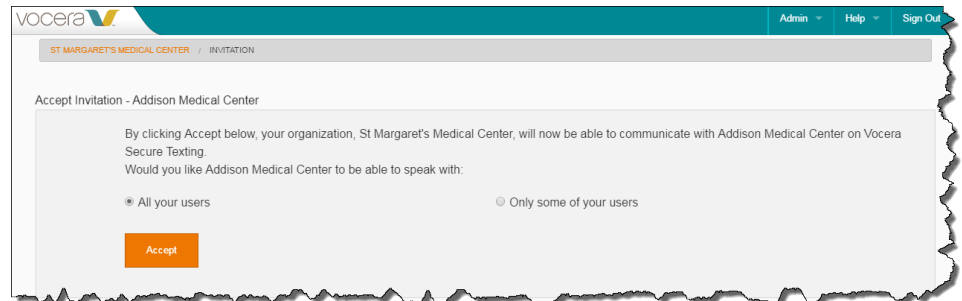 vocera
Admin Help Sign Out
ST MARGARET'S MEDICAL CENTER / INVITATION
Accept Invitation - Addison Medical Center
By clicking Accept below, your organization, St Margaret's Medical Center, will now be able to communicate with Addison Medical Center on Vocera
Secure Texting.
Would you like Addison Medical Center to be able to speak with:
All your users Only some of your users
Accept